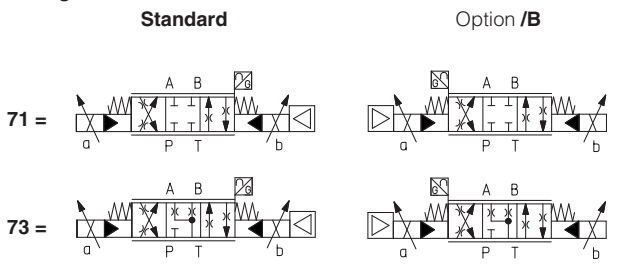 Standard Option /B
A B A B
G G
71 =
a P T b a P T b
A B A B
G G
73 =
a P T b a P T b